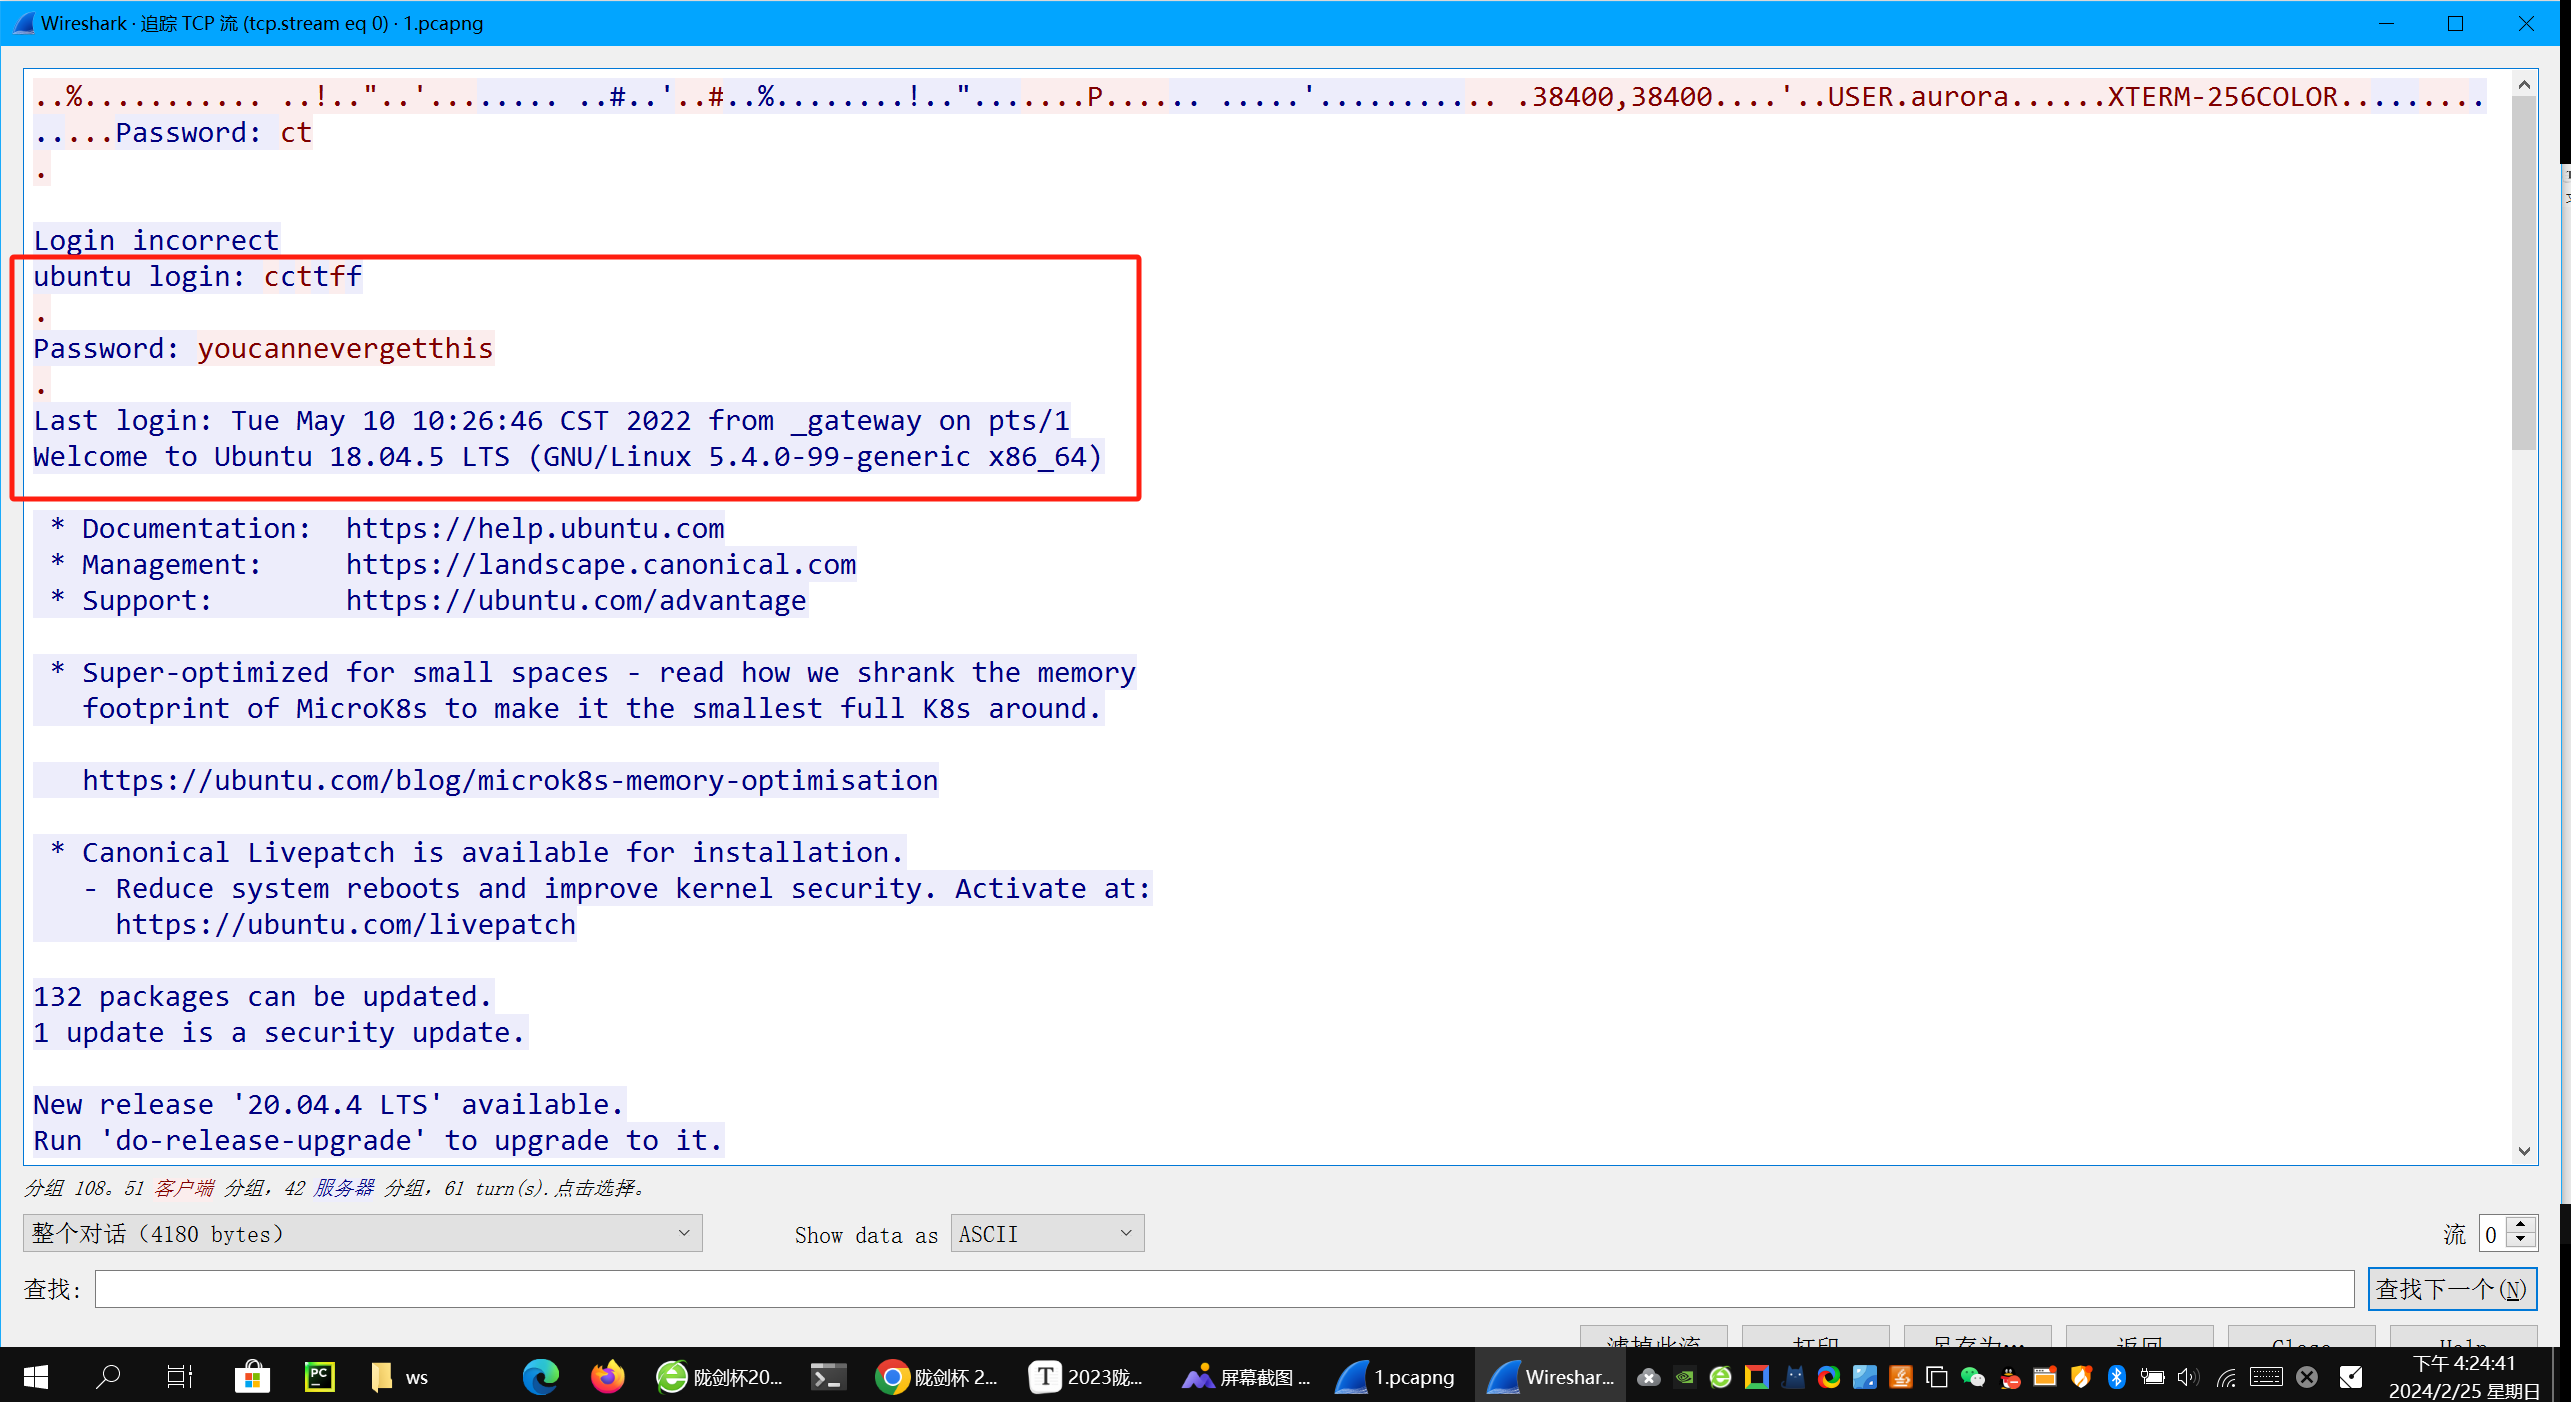 Wireshark · 追踪 TCP 流 (tcp.stream eq 0) · 1.pcapng
..%........... ..!.."..'........ ..#..'..#..%........!..".......P...... .....'........... .38400,38400....'..USER.aurora......XTERM-256COLOR.........
.....Password: ct
.
Login incorrect
ubuntu login: ccttff
.
Password: youcannevergetthis
.
Last login: Tue May 10 10:26:46 CST 2022 from _gateway on pts/1
Welcome to Ubuntu 18.04.5 LTS (GNU/Linux 5.4.0-99-generic x86_64)
* Documentation:  https://help.ubuntu.com
* Management:     https://landscape.canonical.com
* Support:        https://ubuntu.com/advantage
* Super-optimized for small spaces - read how we shrank the memory
footprint of MicroK8s to make it the smallest full K8s around.
https://ubuntu.com/blog/microk8s-memory-optimisation
* Canonical Livepatch is available for installation.
- Reduce system reboots and improve kernel security. Activate at:
https://ubuntu.com/livepatch
132 packages can be updated.
1 update is a security update.
New release '20.04.4 LTS' available.
Run 'do-release-upgrade' to upgrade to it.
分组 108。51 客户端 分组，42 服务器 分组，61 turn(s).点击选择。
整个对话（4180 bytes） Show data as ASCII 流 0
查找: 查找下一个(N)
滤掉此流 打印 另存为… 返回 Close Help
PC ws 陇剑杯20... 陇剑杯 2... T 2023陇... 屏幕截图 ... 1.pcapng Wireshar... 下午 4:24:41
2024/2/25 星期日